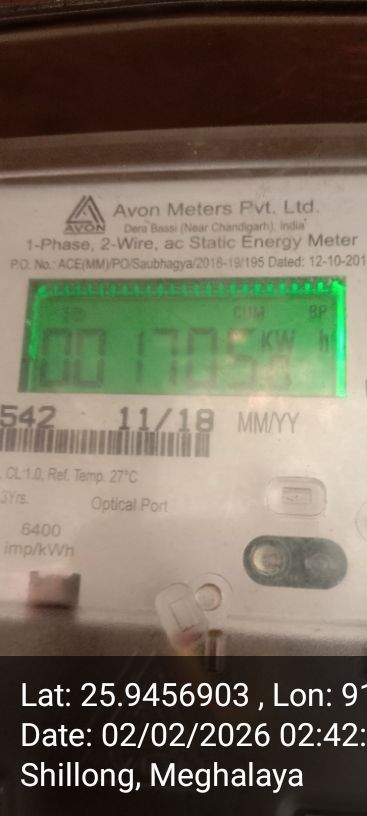 Avon Meters Pvt. Ltd.
AVON
Dera Bassi (Near Chandigarh), India
1-Phase, 2-Wire, ac Static Energy Meter
P.O. No.: ACE(MM)/PO/Saubhagya/2018-19/195 Dated: 12-10-201
CUM BP
001705 KW h
542 11/18 MM/YY
CL:1.0, Ref. Temp. 27°C
3Yrs.
Optical Port
6400
imp/kWh
Lat: 25.9456903 , Lon: 91
Date: 02/02/2026 02:42:
Shillong, Meghalaya